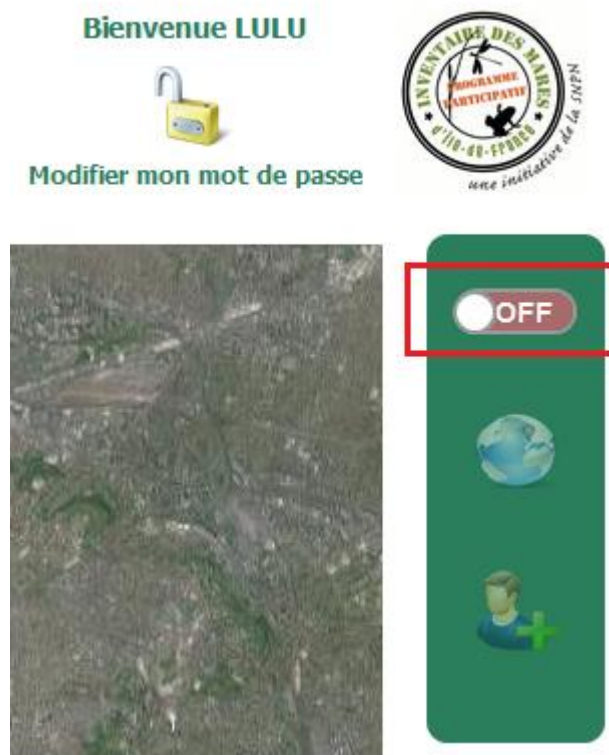 Bienvenue LULU
INVENTAIRE DES MARES
PROGRAMME
PARTICIPATIF
d'Île-de-France
une initiative de la SNPN
Modifier mon mot de passe
OFF